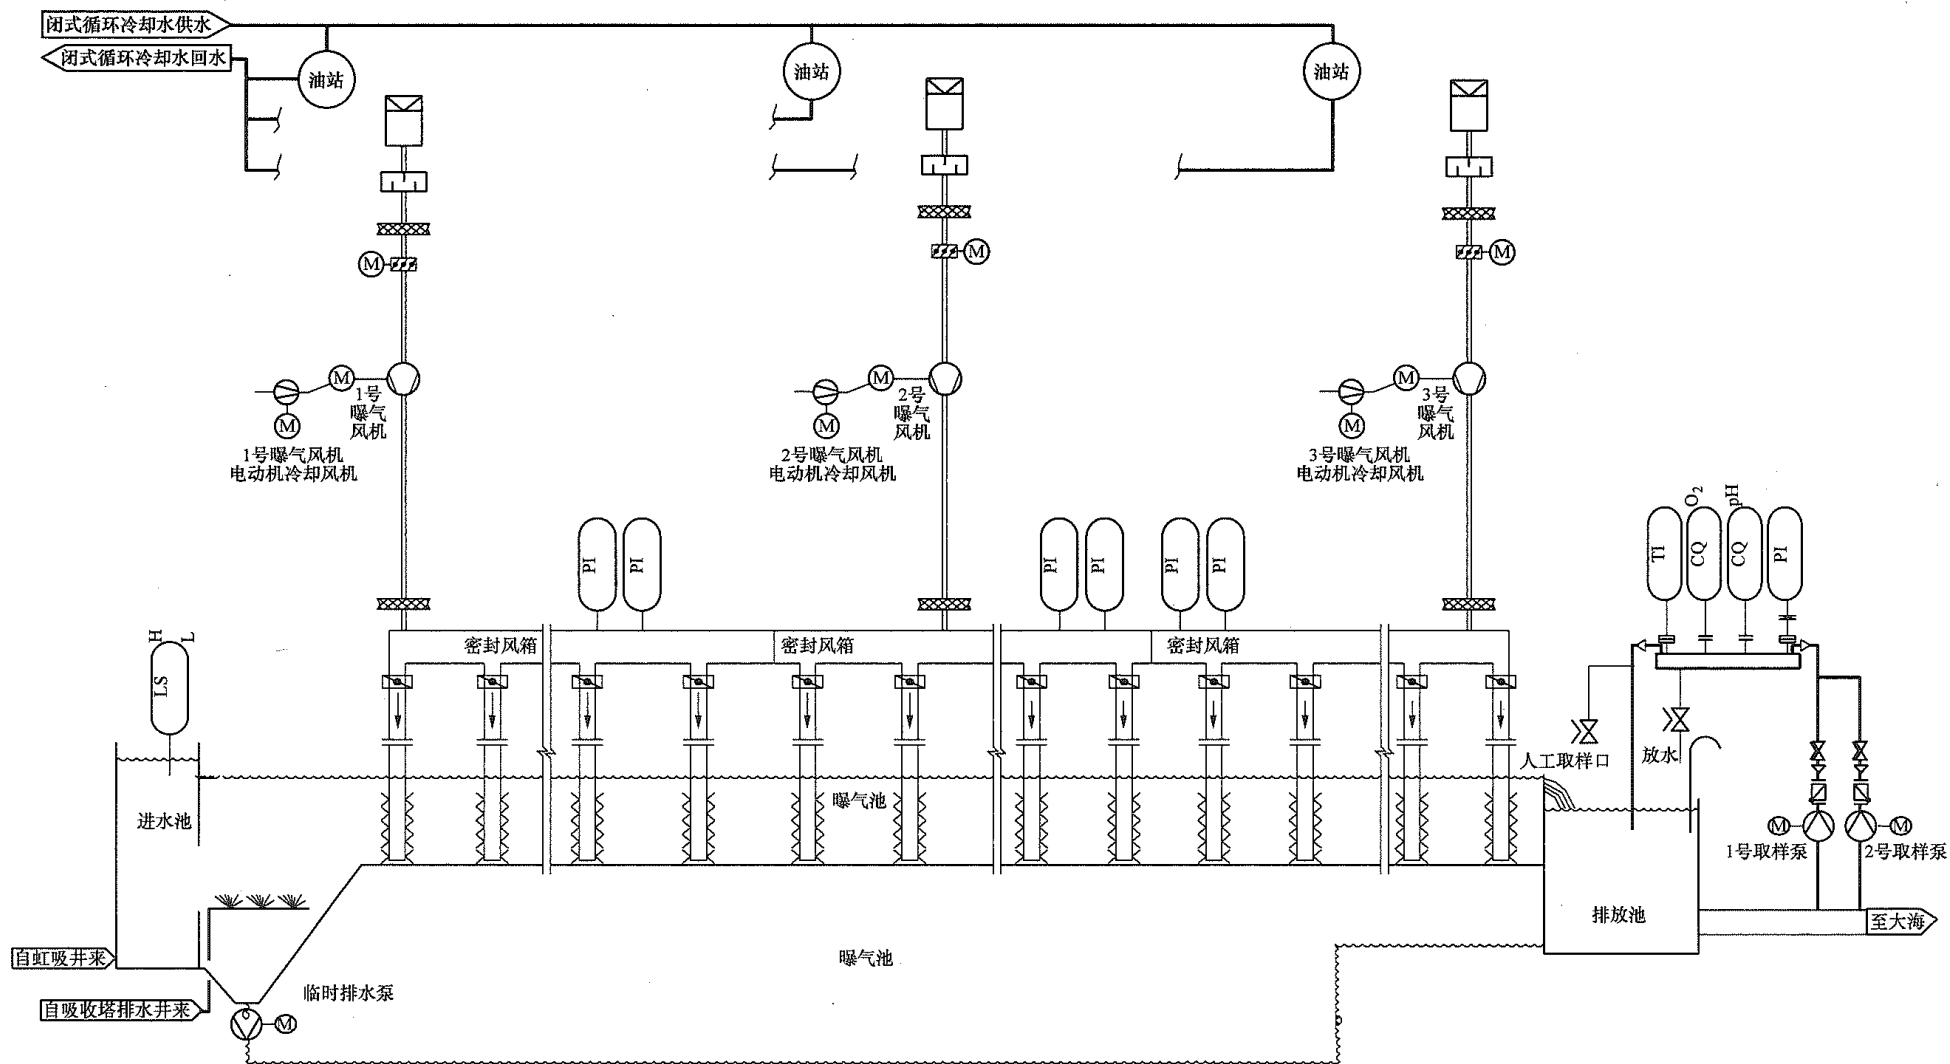 闭式循环冷却水供水
闭式循环冷却水回水
油站
油站
油站
M
M
M
M
M
M
1号
曝气
风机
2号
曝气
风机
3号
曝气
风机
M
M
M
1号曝气风机
电动机冷却风机
2号曝气风机
电动机冷却风机
3号曝气风机
电动机冷却风机
PI
PI
PI
PI
PI
PI
O₂
pH
TI
CQ
CQ
PI
H
L
LS
密封风箱
密封风箱
密封风箱
人工取样口
放水
曝气池
进水池
M
M
1号取样泵
2号取样泵
排放池
至大海
自虹吸井来
曝气池
临时排水泵
自吸收塔排水井来
M